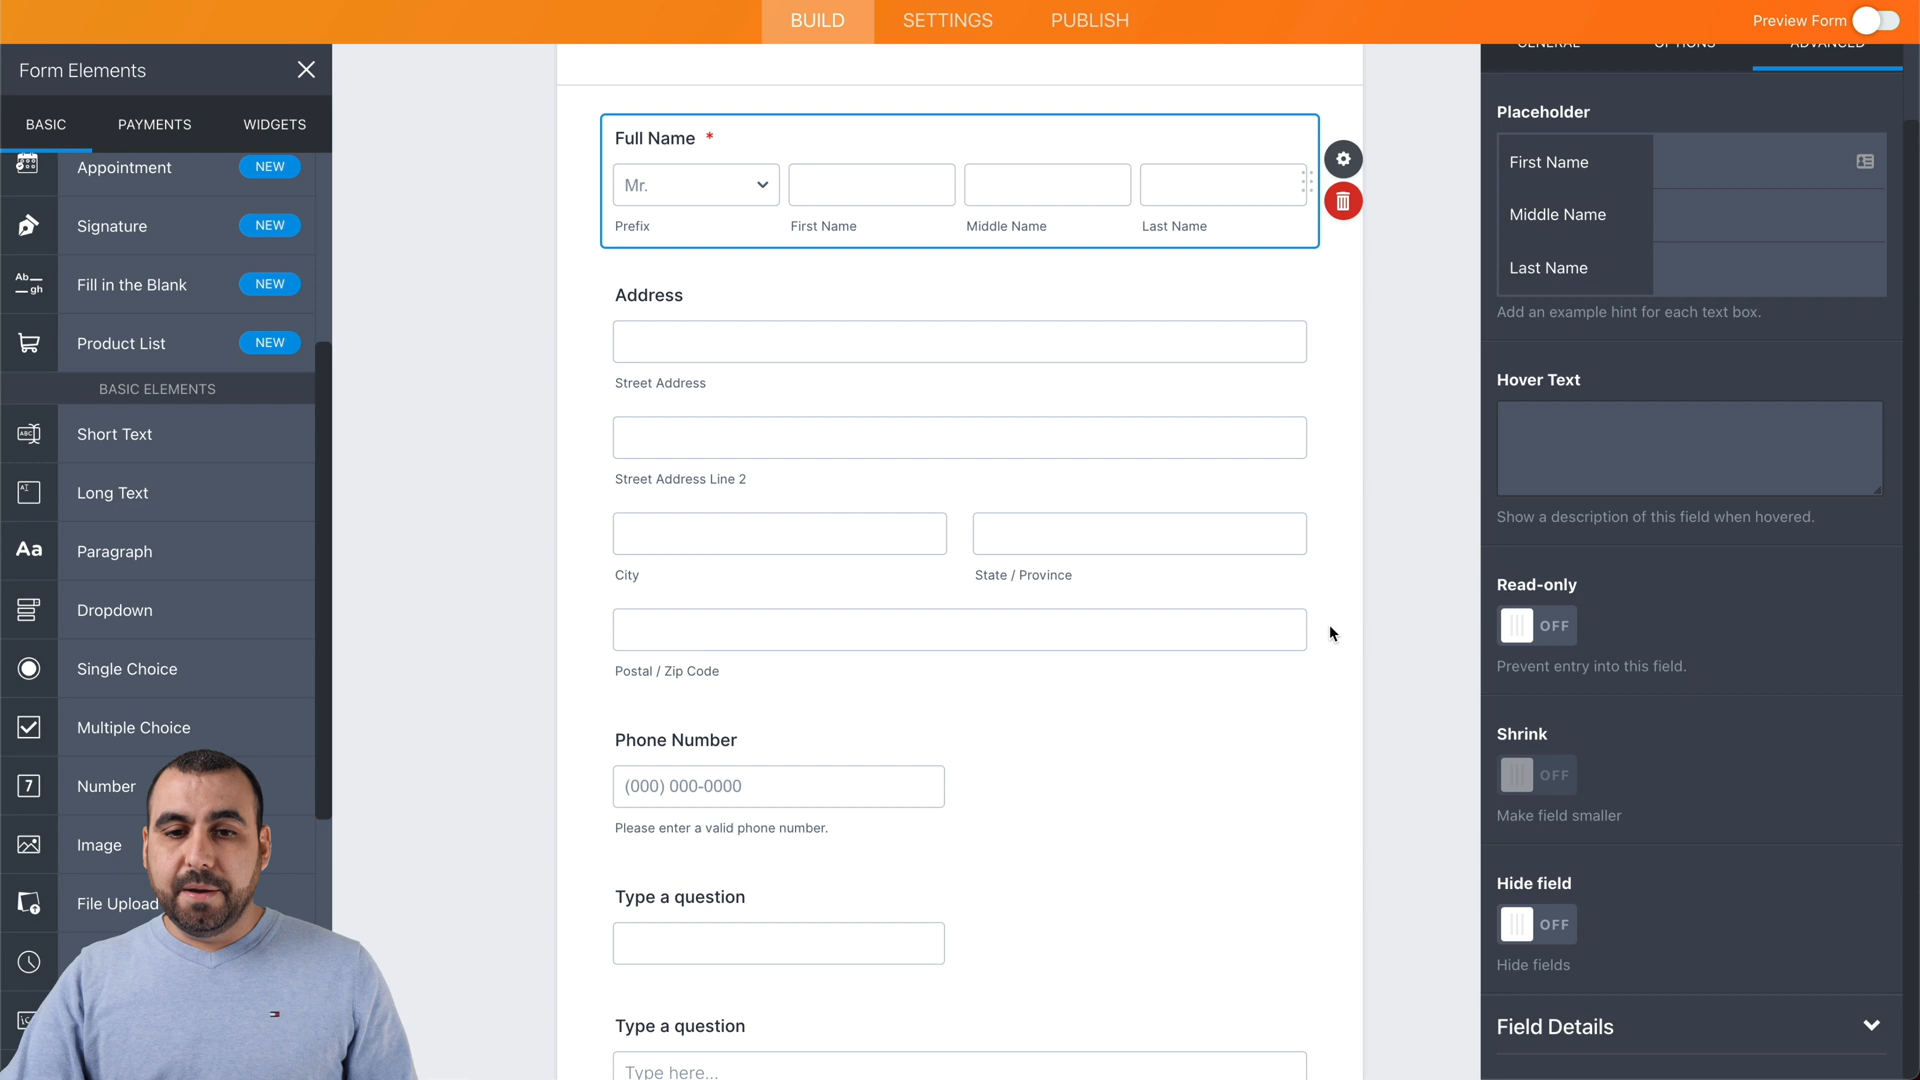 BUILD
SETTINGS
PUBLISH
Preview Form
Form Elements
BASIC
PAYMENTS
WIDGETS
Appointment
NEW
Signature
NEW
Fill in the Blank
NEW
Product List
NEW
BASIC ELEMENTS
Short Text
Long Text
Paragraph
Dropdown
Single Choice
Multiple Choice
Number
Image
File Upload
Full Name *
Mr.
Prefix
First Name
Middle Name
Last Name
Address
Street Address
Street Address Line 2
City
State / Province
Postal / Zip Code
Phone Number
(000) 000-0000
Please enter a valid phone number.
Type a question
Type a question
Type here...
GENERAL
OPTIONS
ADVANCED
Placeholder
First Name
Middle Name
Last Name
Add an example hint for each text box.
Hover Text
Show a description of this field when hovered.
Read-only
OFF
Prevent entry into this field.
Shrink
OFF
Make field smaller
Hide field
OFF
Hide fields
Field Details